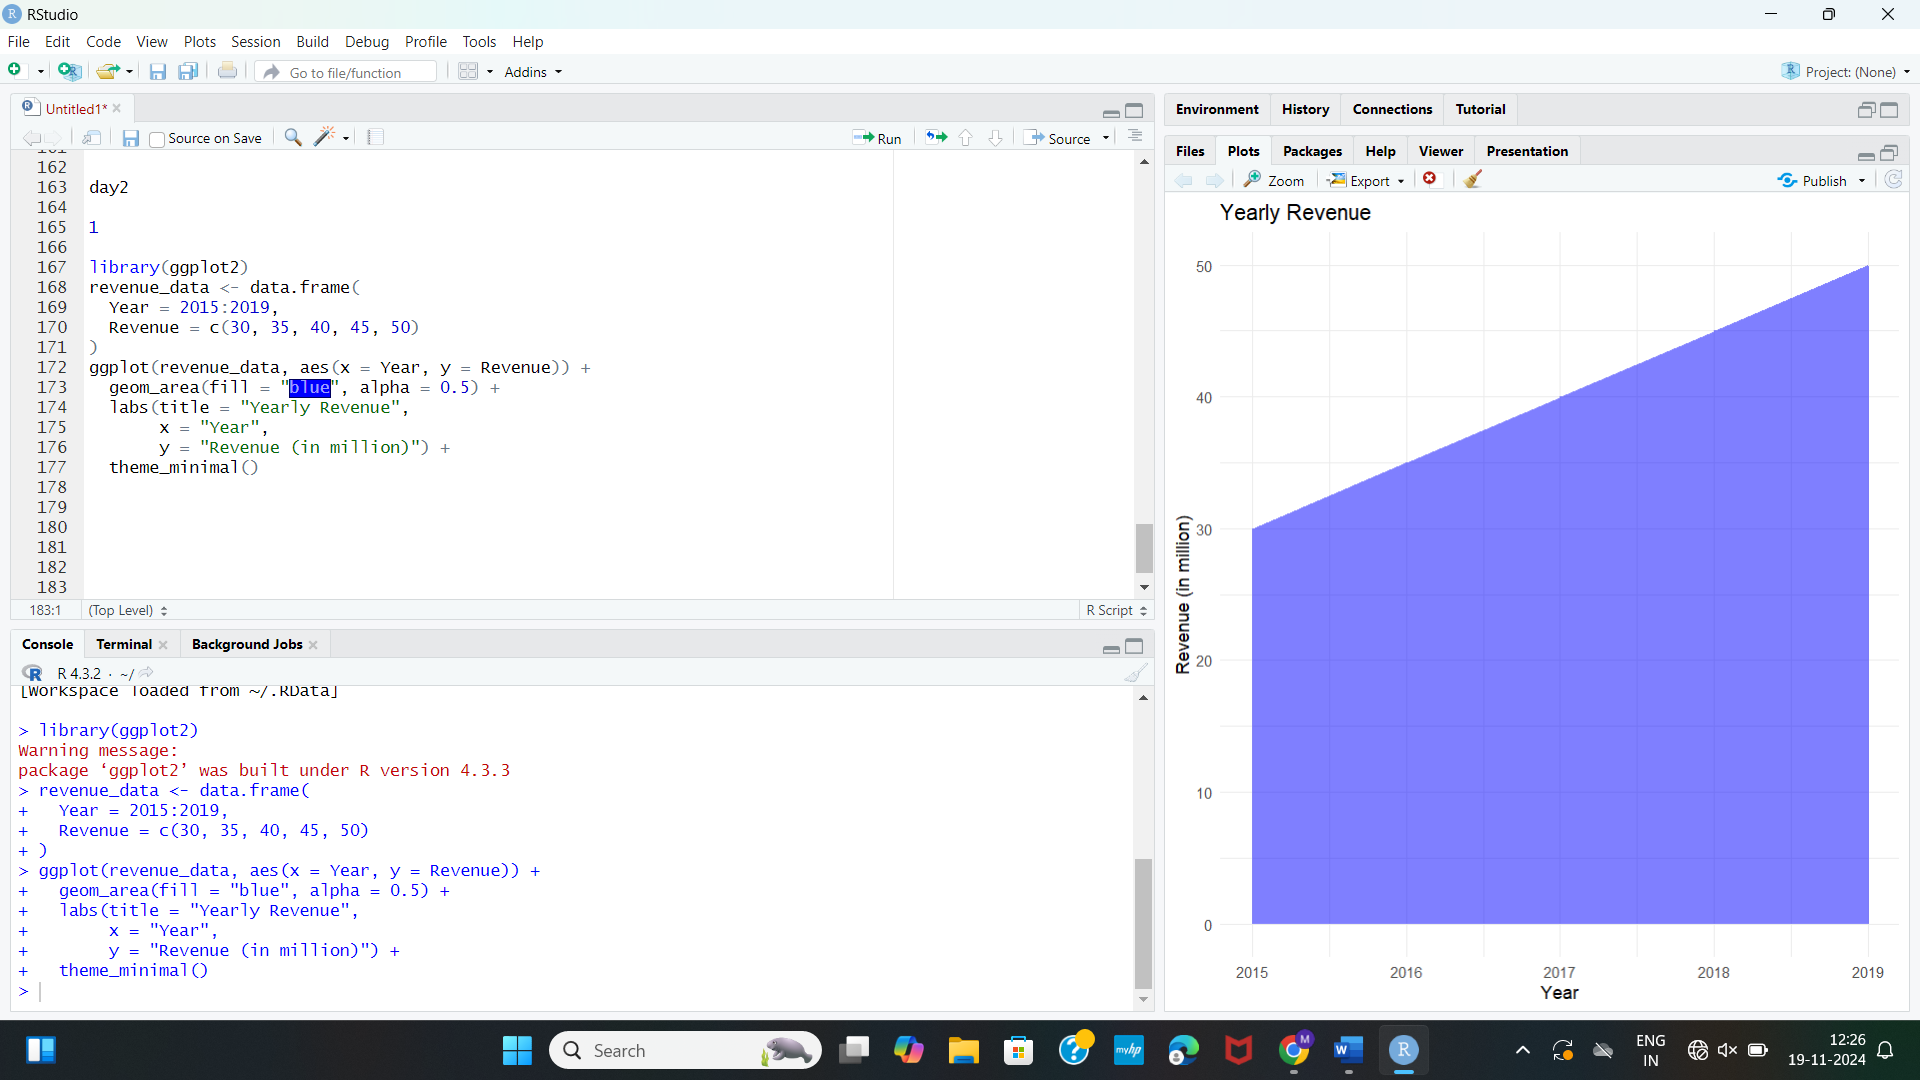 RStudio
File Edit Code View Plots Session Build Debug Profile Tools Help
Go to file/function Addins Project: (None)
Untitled1*
Source on Save Run Source
161
162
163 day2
164
165 1
166
167 library(ggplot2)
168 revenue_data <- data.frame(
169   Year = 2015:2019,
170   Revenue = c(30, 35, 40, 45, 50)
171 )
172 ggplot(revenue_data, aes(x = Year, y = Revenue)) +
173   geom_area(fill = "blue", alpha = 0.5) +
174   labs(title = "Yearly Revenue",
175        x = "Year",
176        y = "Revenue (in million)") +
177   theme_minimal()
178
179
180
181
182
183
183:1 (Top Level) R Script
Console Terminal Background Jobs
R R 4.3.2 · ~/
[Workspace loaded from ~/.RData]
> library(ggplot2)
Warning message:
package ‘ggplot2’ was built under R version 4.3.3
> revenue_data <- data.frame(
+   Year = 2015:2019,
+   Revenue = c(30, 35, 40, 45, 50)
+ )
> ggplot(revenue_data, aes(x = Year, y = Revenue)) +
+   geom_area(fill = "blue", alpha = 0.5) +
+   labs(title = "Yearly Revenue",
+        x = "Year",
+        y = "Revenue (in million)") +
+   theme_minimal()
>
Environment History Connections Tutorial
Files Plots Packages Help Viewer Presentation
Zoom Export Publish
Yearly Revenue
50
40
30
20
10
0
Revenue (in million)
2015 2016 2017 2018 2019
Year
Search myhp M W R
ENG
IN
12:26
19-11-2024